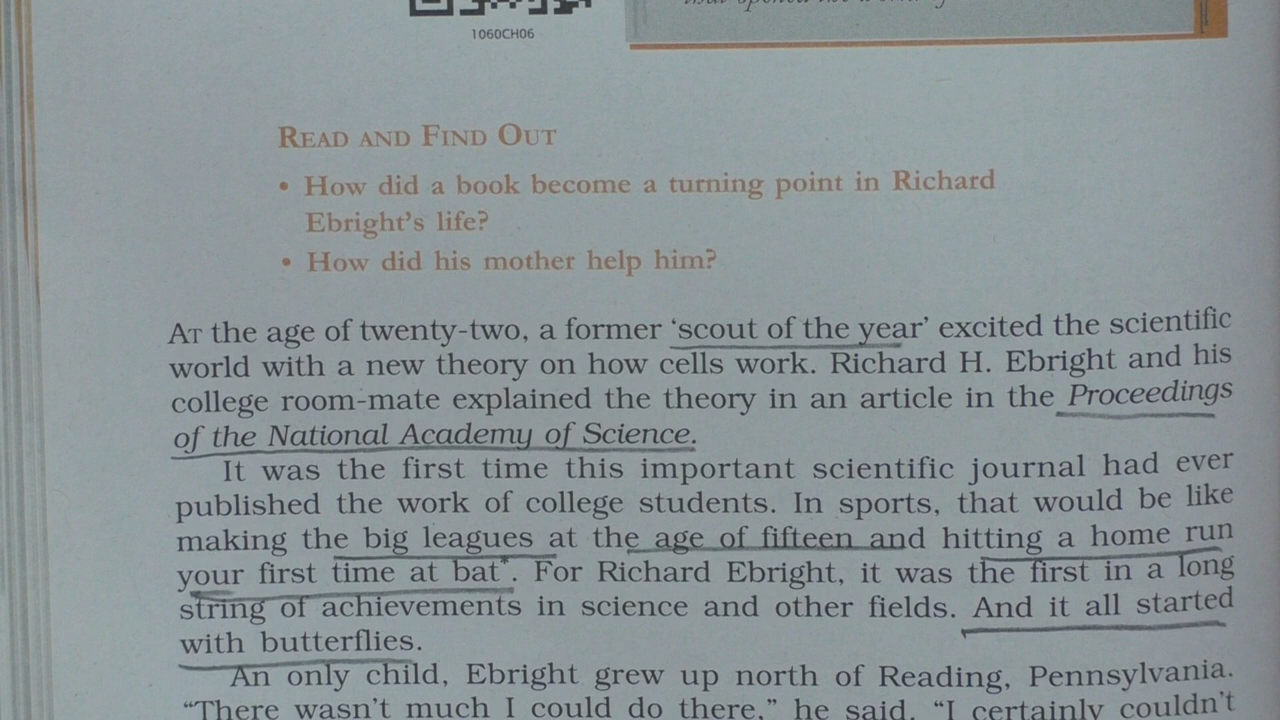 1060CH06
READ AND FIND OUT
• How did a book become a turning point in Richard
Ebright's life?
• How did his mother help him?
AT the age of twenty-two, a former ‘scout of the year’ excited the scientific
world with a new theory on how cells work. Richard H. Ebright and his
college room-mate explained the theory in an article in the Proceedings
of the National Academy of Science.
It was the first time this important scientific journal had ever
published the work of college students. In sports, that would be like
making the big leagues at the age of fifteen and hitting a home run
your first time at bat*. For Richard Ebright, it was the first in a long
string of achievements in science and other fields. And it all started
with butterflies.
An only child, Ebright grew up north of Reading, Pennsylvania.
“There wasn't much I could do there,” he said. “I certainly couldn't